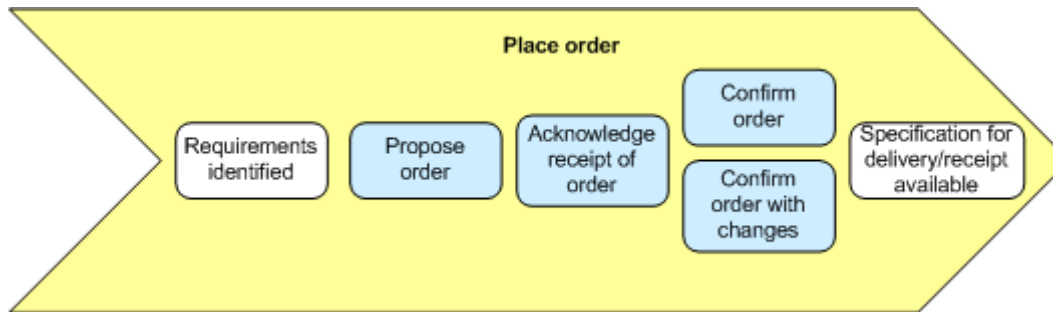 Place order
Requirements
identified
Propose
order
Acknowledge
receipt of
order
Confirm
order
Confirm
order with
changes
Specification for
delivery/receipt
available